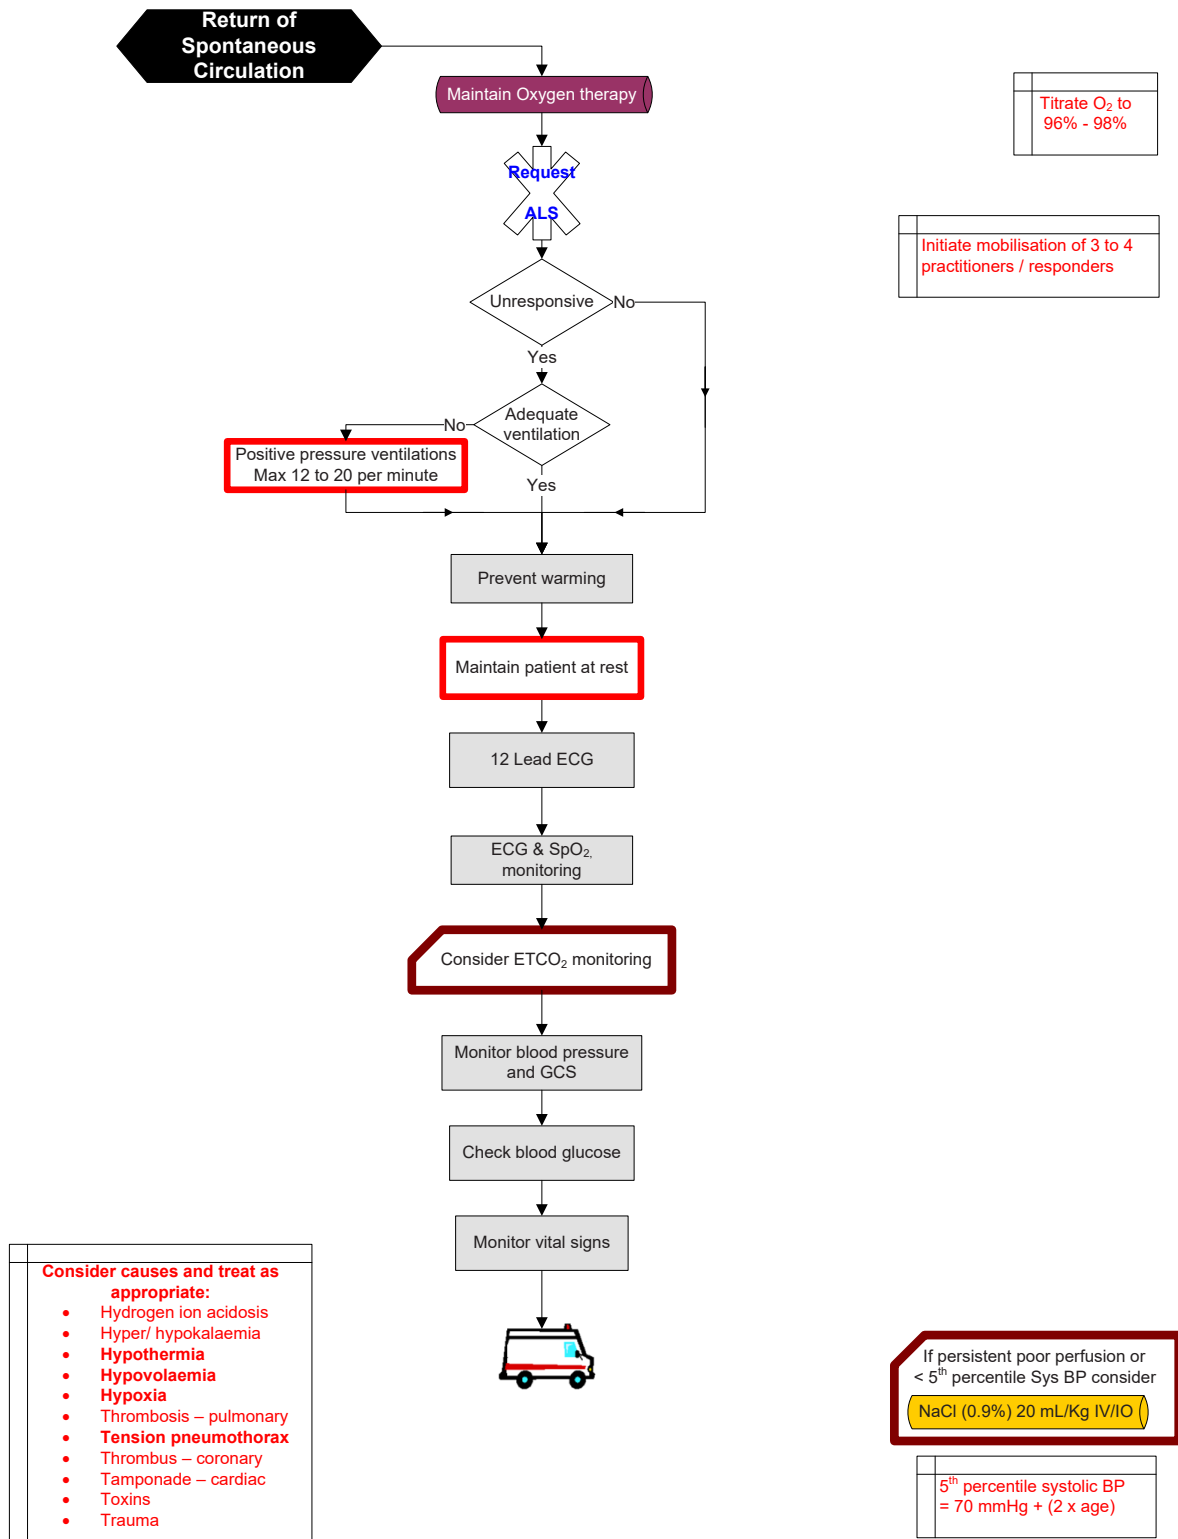 Return of
Spontaneous
Circulation
Maintain Oxygen therapy
Titrate O₂ to
96% - 98%
Request
ALS
Initiate mobilisation of 3 to 4
practitioners / responders
Unresponsive
No
Yes
Adequate
ventilation
No
Positive pressure ventilations
Max 12 to 20 per minute
Yes
Prevent warming
Maintain patient at rest
12 Lead ECG
ECG & SpO₂,
monitoring
Consider ETCO₂ monitoring
Monitor blood pressure
and GCS
Check blood glucose
Monitor vital signs
Consider causes and treat as
appropriate:
• Hydrogen ion acidosis
• Hyper/ hypokalaemia
• Hypothermia
• Hypovolaemia
• Hypoxia
• Thrombosis – pulmonary
• Tension pneumothorax
• Thrombus – coronary
• Tamponade – cardiac
• Toxins
• Trauma
If persistent poor perfusion or
< 5th percentile Sys BP consider
NaCl (0.9%) 20 mL/Kg IV/IO
5th percentile systolic BP
= 70 mmHg + (2 x age)